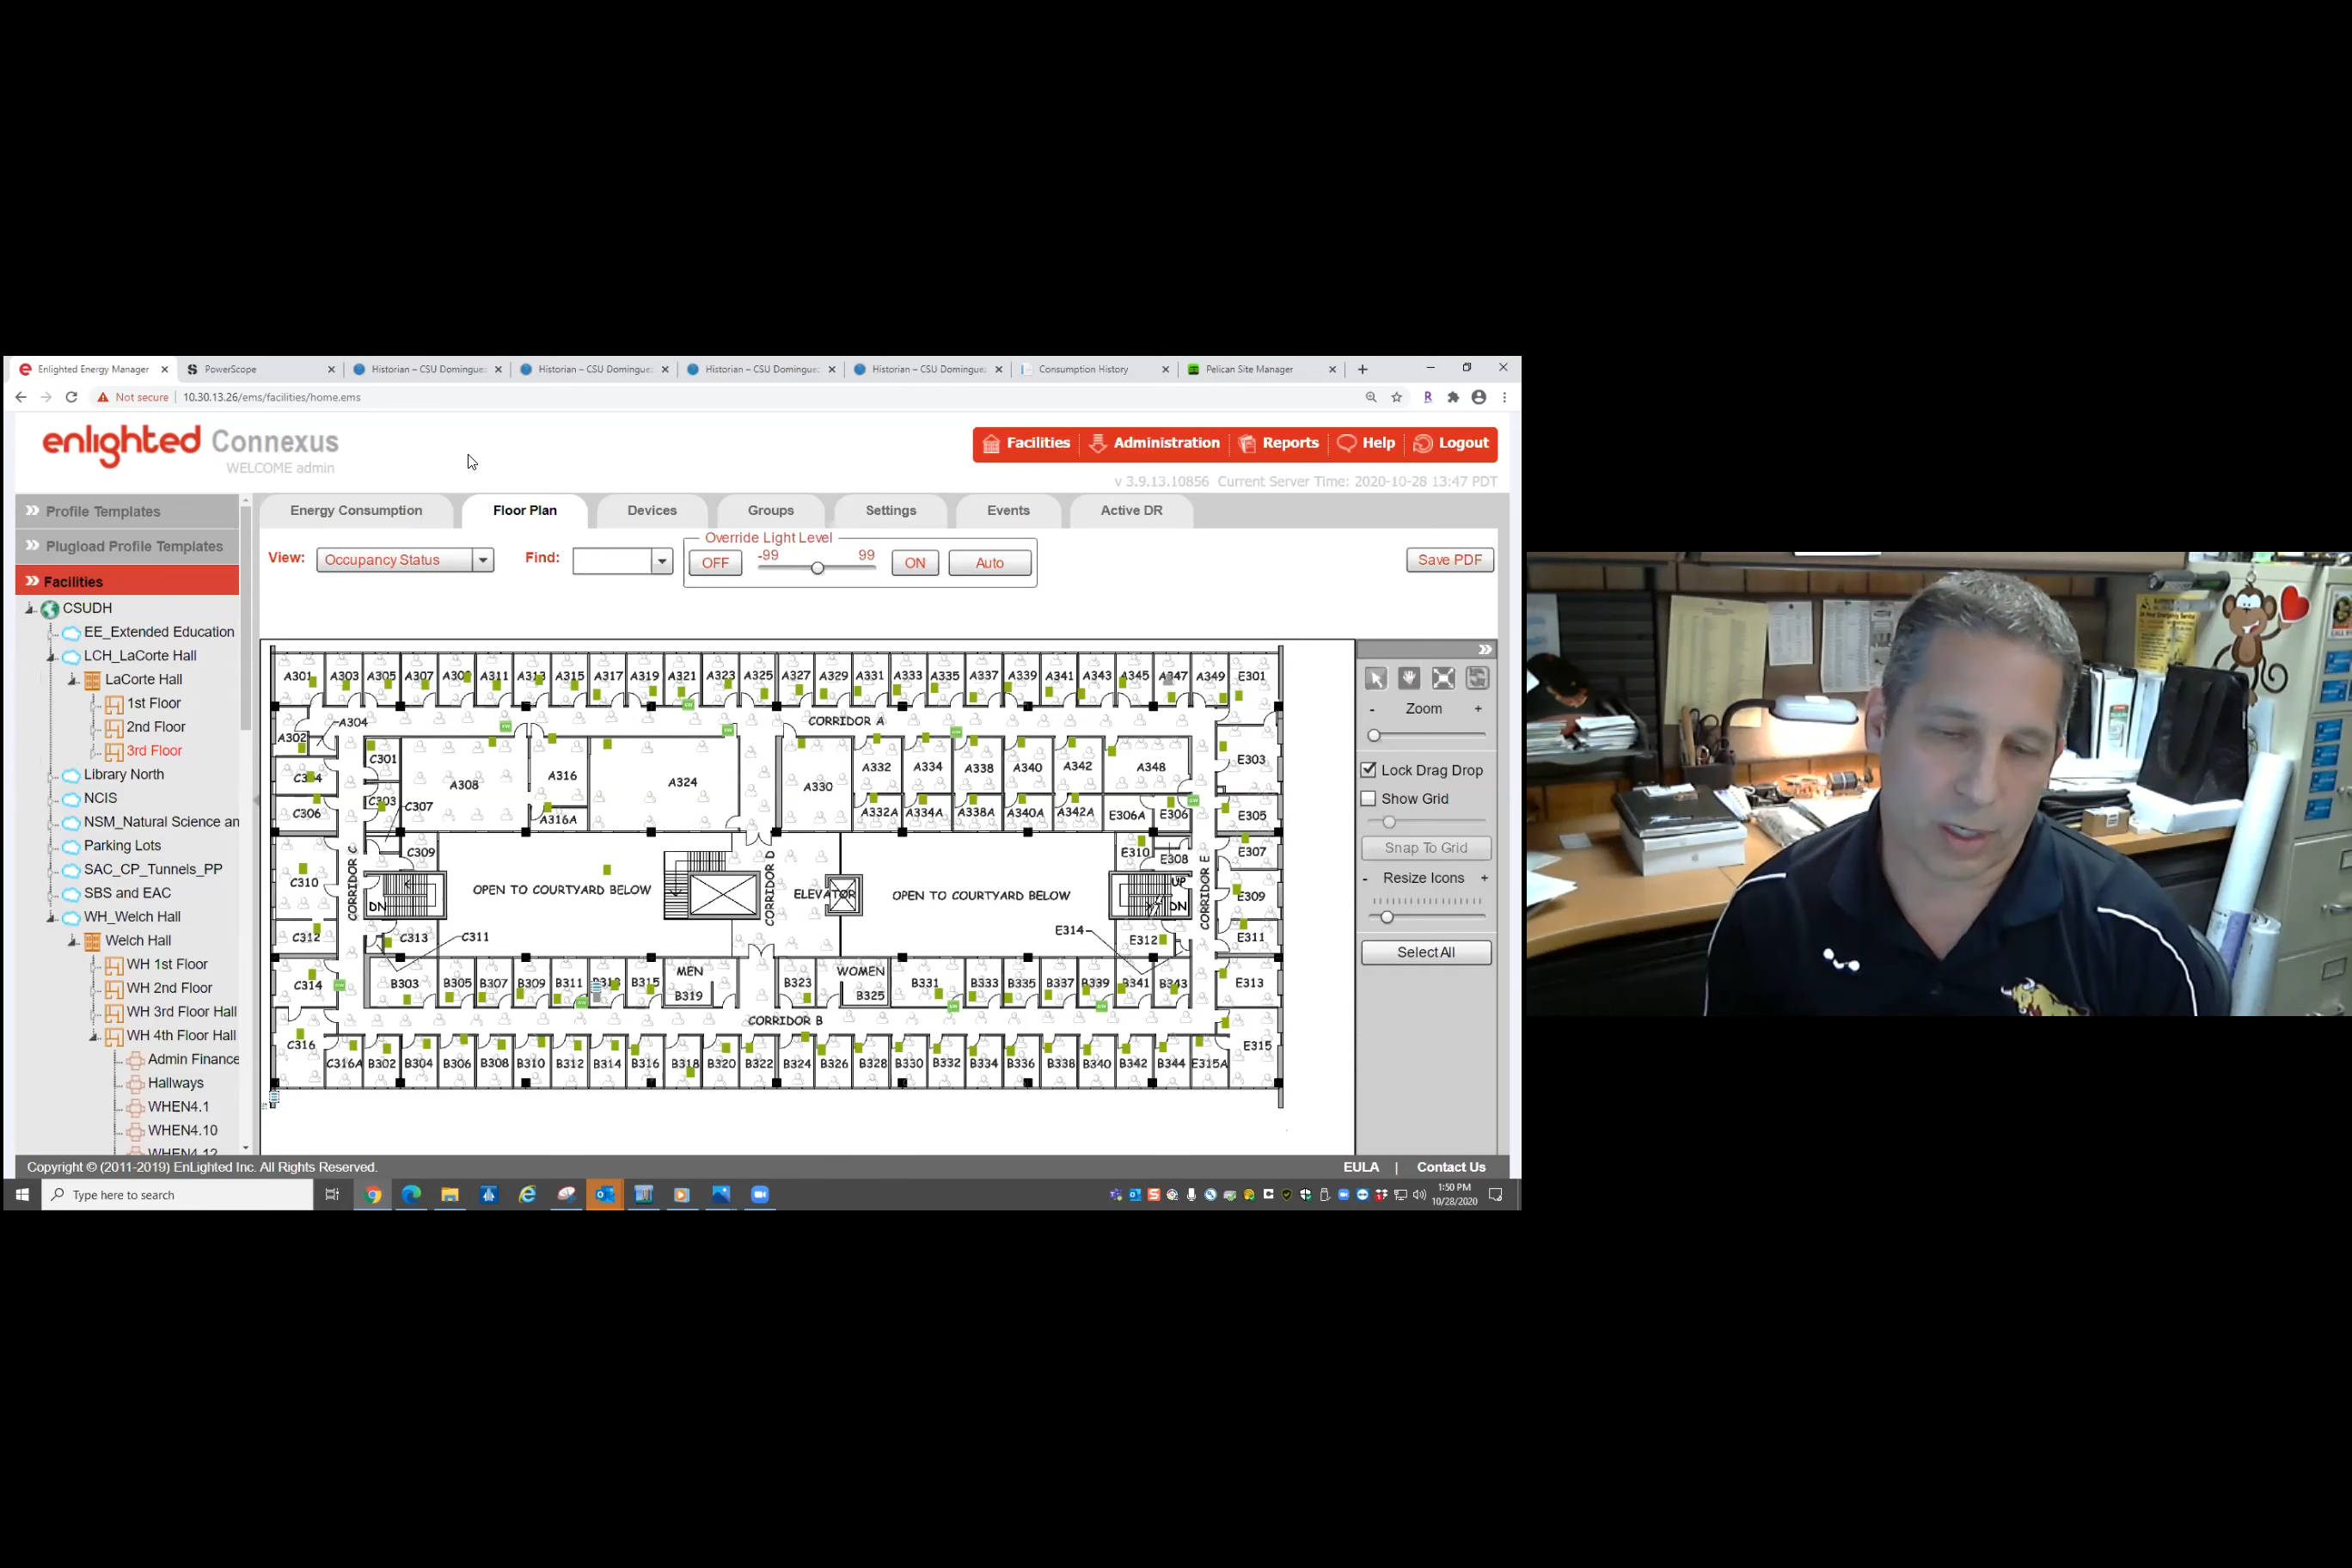 Enlighted Energy Manager
PowerScope
Historian – CSU Domingue
Historian – CSU Domingue
Historian – CSU Domingue
Historian – CSU Domingue
Consumption History
Pelican Site Manager
Not secure | 10.30.13.26/ems/facilities/home.ems
enlighted Connexus
WELCOME admin
Facilities
Administration
Reports
Help
Logout
v 3.9.13.10856 Current Server Time: 2020-10-28 13:47 PDT
Profile Templates
Plugload Profile Templates
Facilities
CSUDH
EE_Extended Education
LCH_LaCorte Hall
LaCorte Hall
1st Floor
2nd Floor
3rd Floor
Library North
NCIS
NSM_Natural Science an
Parking Lots
SAC_CP_Tunnels_PP
SBS and EAC
WH_Welch Hall
Welch Hall
WH 1st Floor
WH 2nd Floor
WH 3rd Floor Hall
WH 4th Floor Hall
Admin Finance
Hallways
WHEN4.1
WHEN4.10
WHEN4.12
Energy Consumption
Floor Plan
Devices
Groups
Settings
Events
Active DR
View: Occupancy Status
Find:
Override Light Level
OFF -99 99 ON Auto
Save PDF
A301 A303 A305 A307 A309 A311 A313 A315 A317 A319 A321 A323 A325 A327 A329 A331 A333 A335 A337 A339 A341 A343 A345 A347 A349 E301
A304
CORRIDOR A
A302
C301 A308 A316 A324 A330 A332 A334 A338 A340 A342 A348 E303
C304
C303 C307
C306 A316A A332A A334A A338A A340A A342A E306A E306 E305
C309 E310 E308 E307
C310 CORRIDOR C DN OPEN TO COURTYARD BELOW CORRIDOR D ELEVATOR OPEN TO COURTYARD BELOW UP DN CORRIDOR E E309
C312 C313 C311 E314 E312 E311
C314 B303 B305 B307 B309 B311 B313 B315 MEN B319 B323 WOMEN B325 B331 B333 B335 B337 B339 B341 B343 E313
CORRIDOR B
C316 E315
C316A B302 B304 B306 B308 B310 B312 B314 B316 B318 B320 B322 B324 B326 B328 B330 B332 B334 B336 B338 B340 B342 B344 E315A
- Zoom +
Lock Drag Drop
Show Grid
Snap To Grid
- Resize Icons +
Select All
Copyright © (2011-2019) EnLighted Inc. All Rights Reserved.
EULA | Contact Us
Type here to search
1:50 PM
10/28/2020